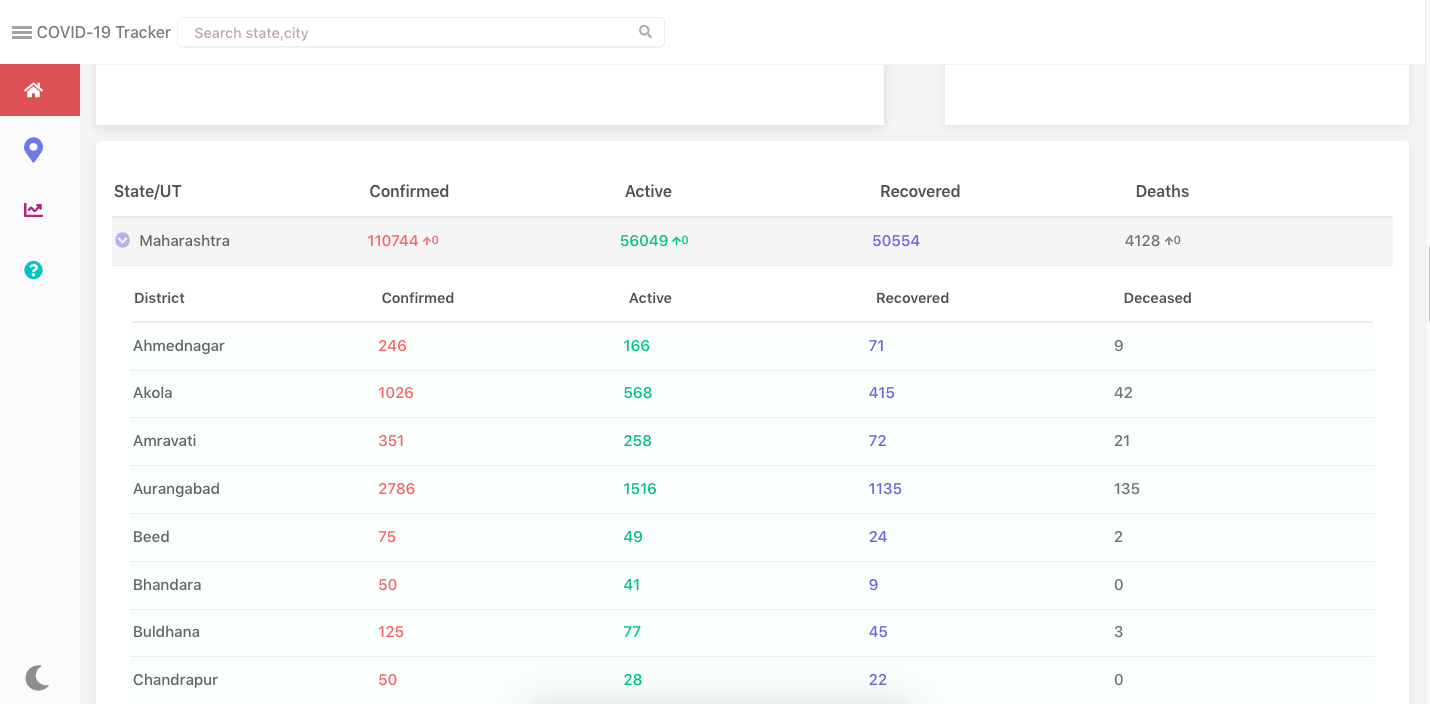 COVID-19 Tracker Search state,city
State/UT Confirmed Active Recovered Deaths
Maharashtra 110744 ↑0 56049 ↑0 50554 4128 ↑0
District Confirmed Active Recovered Deceased
Ahmednagar 246 166 71 9
Akola 1026 568 415 42
Amravati 351 258 72 21
Aurangabad 2786 1516 1135 135
Beed 75 49 24 2
Bhandara 50 41 9 0
Buldhana 125 77 45 3
Chandrapur 50 28 22 0